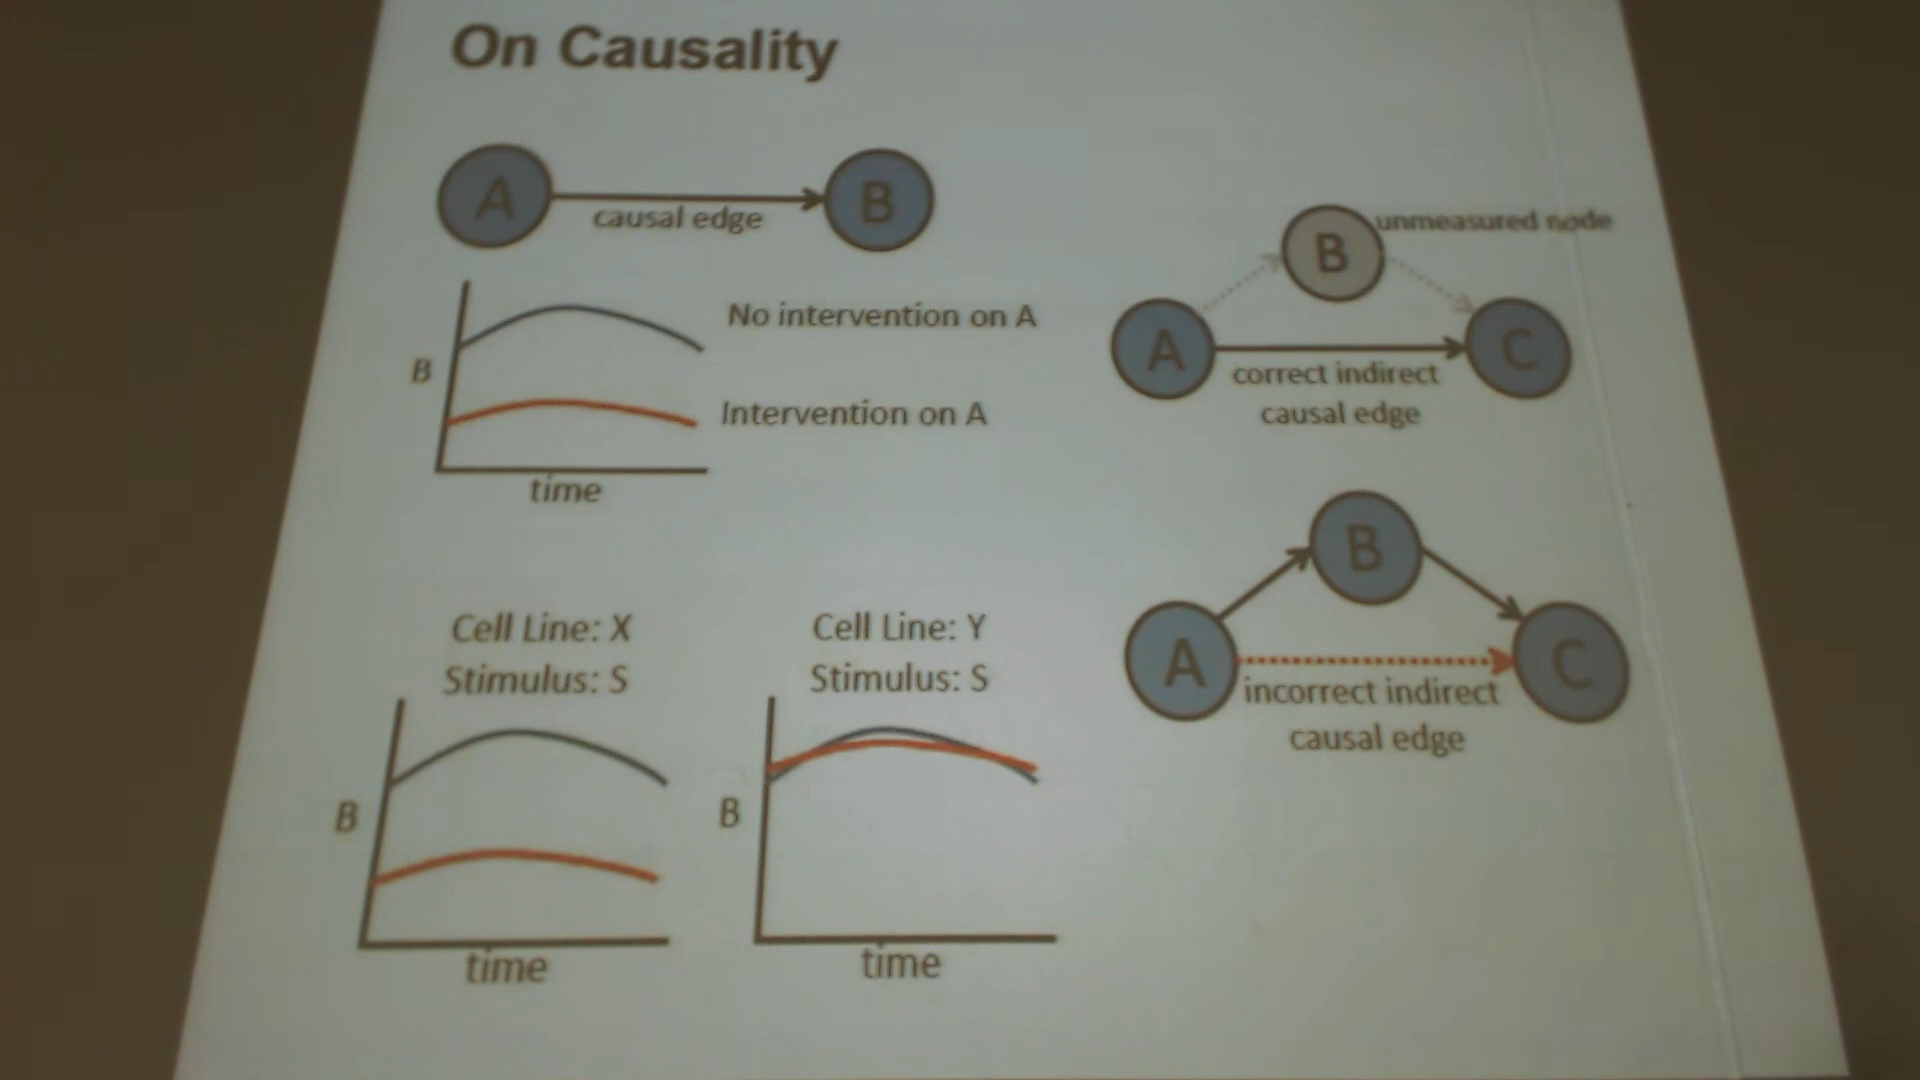 On Causality
A
causal edge
B
B
No intervention on A
Intervention on A
time
B
unmeasured node
A
C
correct indirect
causal edge
B
A
C
incorrect indirect
causal edge
Cell Line: X
Stimulus: S
B
time
Cell Line: Y
Stimulus: S
B
time